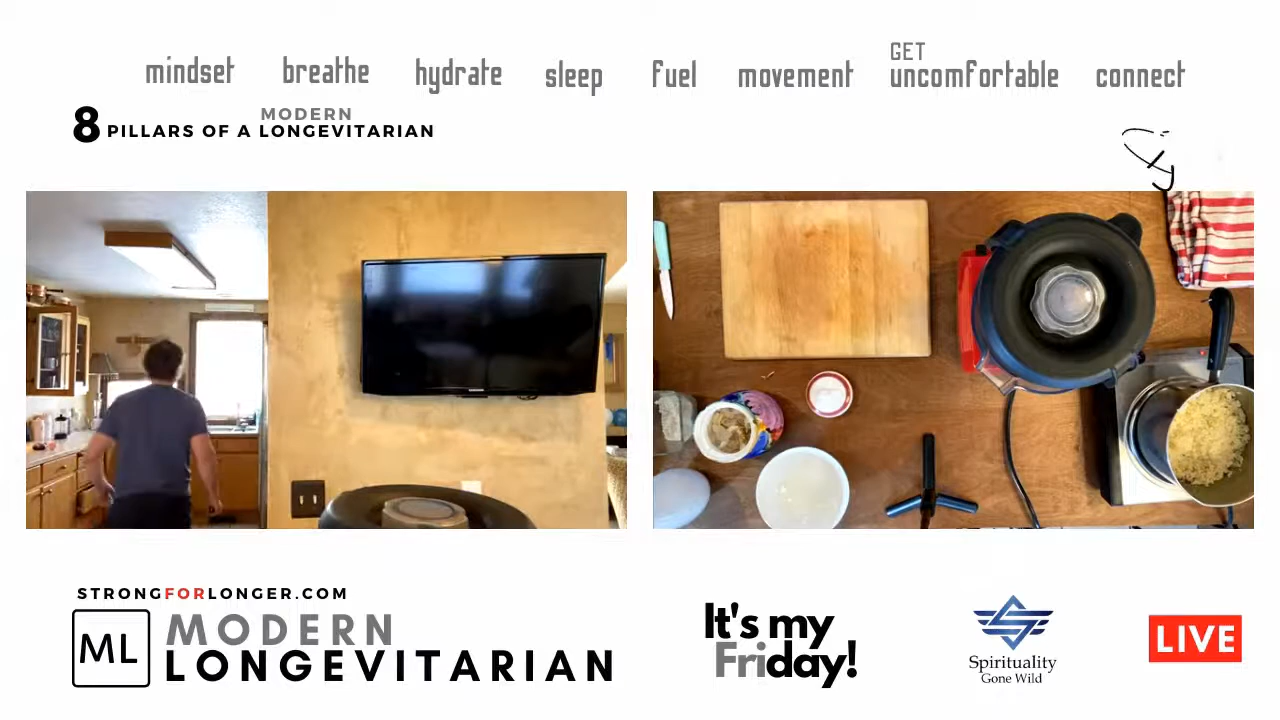 mindset breathe hydrate sleep fuel movement GET uncomfortable connect
8 PILLARS OF A MODERN LONGEVITARIAN
STRONGFORLONGER.COM
ML MODERN
LONGEVITARIAN
It's my
Friday!
Spirituality
Gone Wild
LIVE